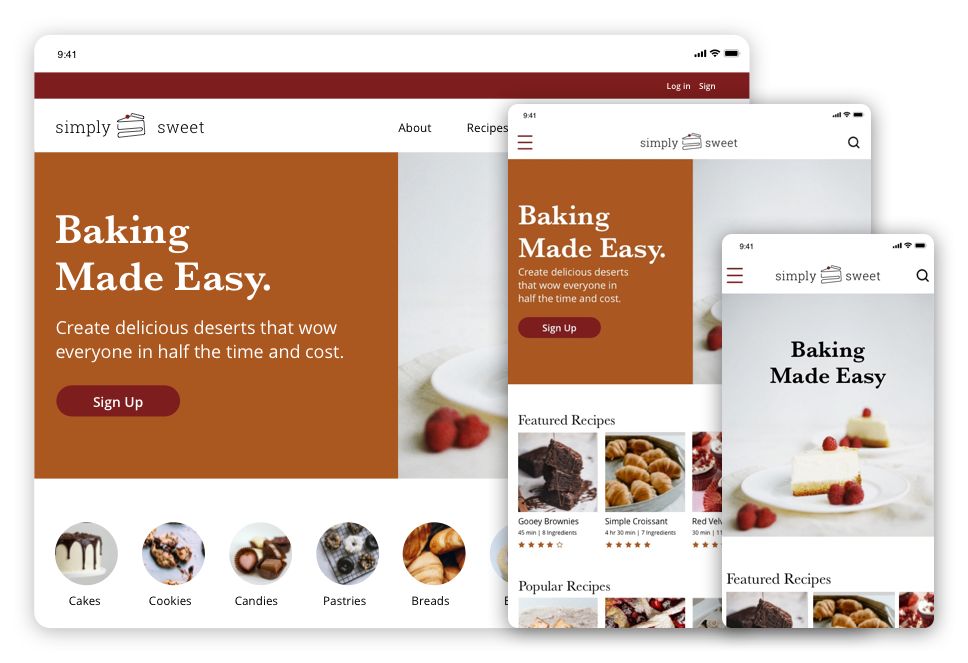 9:41
Log in Sign
simply sweet
About Recipes
Baking
Made Easy.
Create delicious deserts that wow
everyone in half the time and cost.
Sign Up
Cakes Cookies Candies Pastries Breads
9:41
simply sweet
Baking
Made Easy.
Create delicious deserts
that wow everyone in
half the time and cost.
Sign Up
Featured Recipes
Gooey Brownies Simple Croissant Red Velv
45 min | 8 Ingredients 4 hr 30 min | 7 Ingredients 30 min | 11
Popular Recipes
9:41
simply sweet
Baking
Made Easy
Featured Recipes